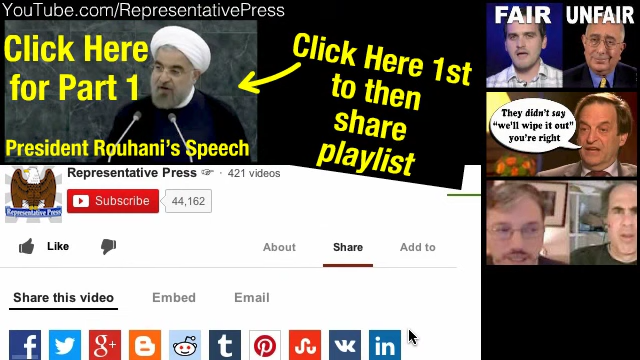 YouTube.com/RepresentativePress
Click Here
for Part 1
President Rouhani's Speech
Click Here 1st
to then
share
playlist
FAIR UNFAIR
They didn't say
"we'll wipe it out"
you're right
Representative Press
Representative Press · 421 videos
Subscribe 44,162
Like
About Share Add to
Share this video Embed Email
f g+ B t P vk in